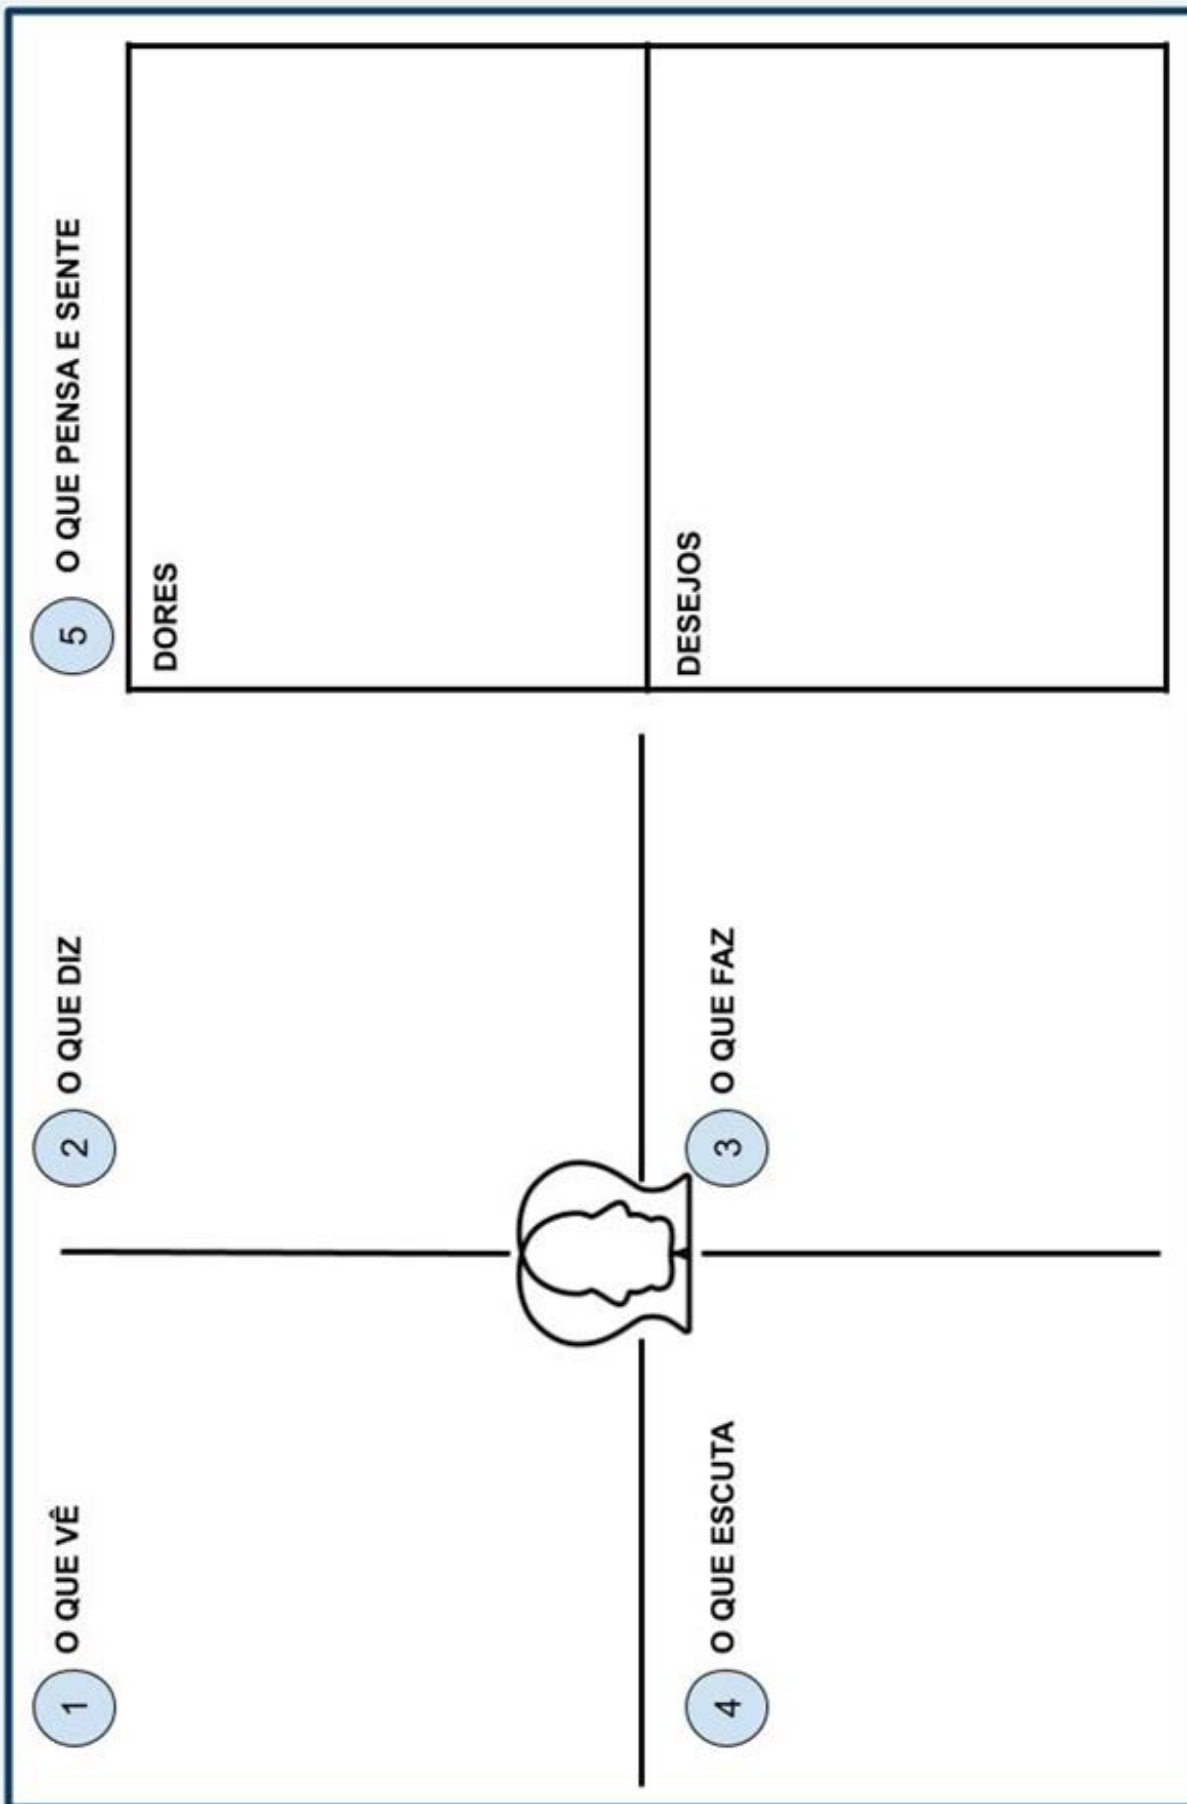 1 O QUE VÊ
2 O QUE DIZ
5 O QUE PENSA E SENTE
DORES
DESEJOS
4 O QUE ESCUTA
3 O QUE FAZ